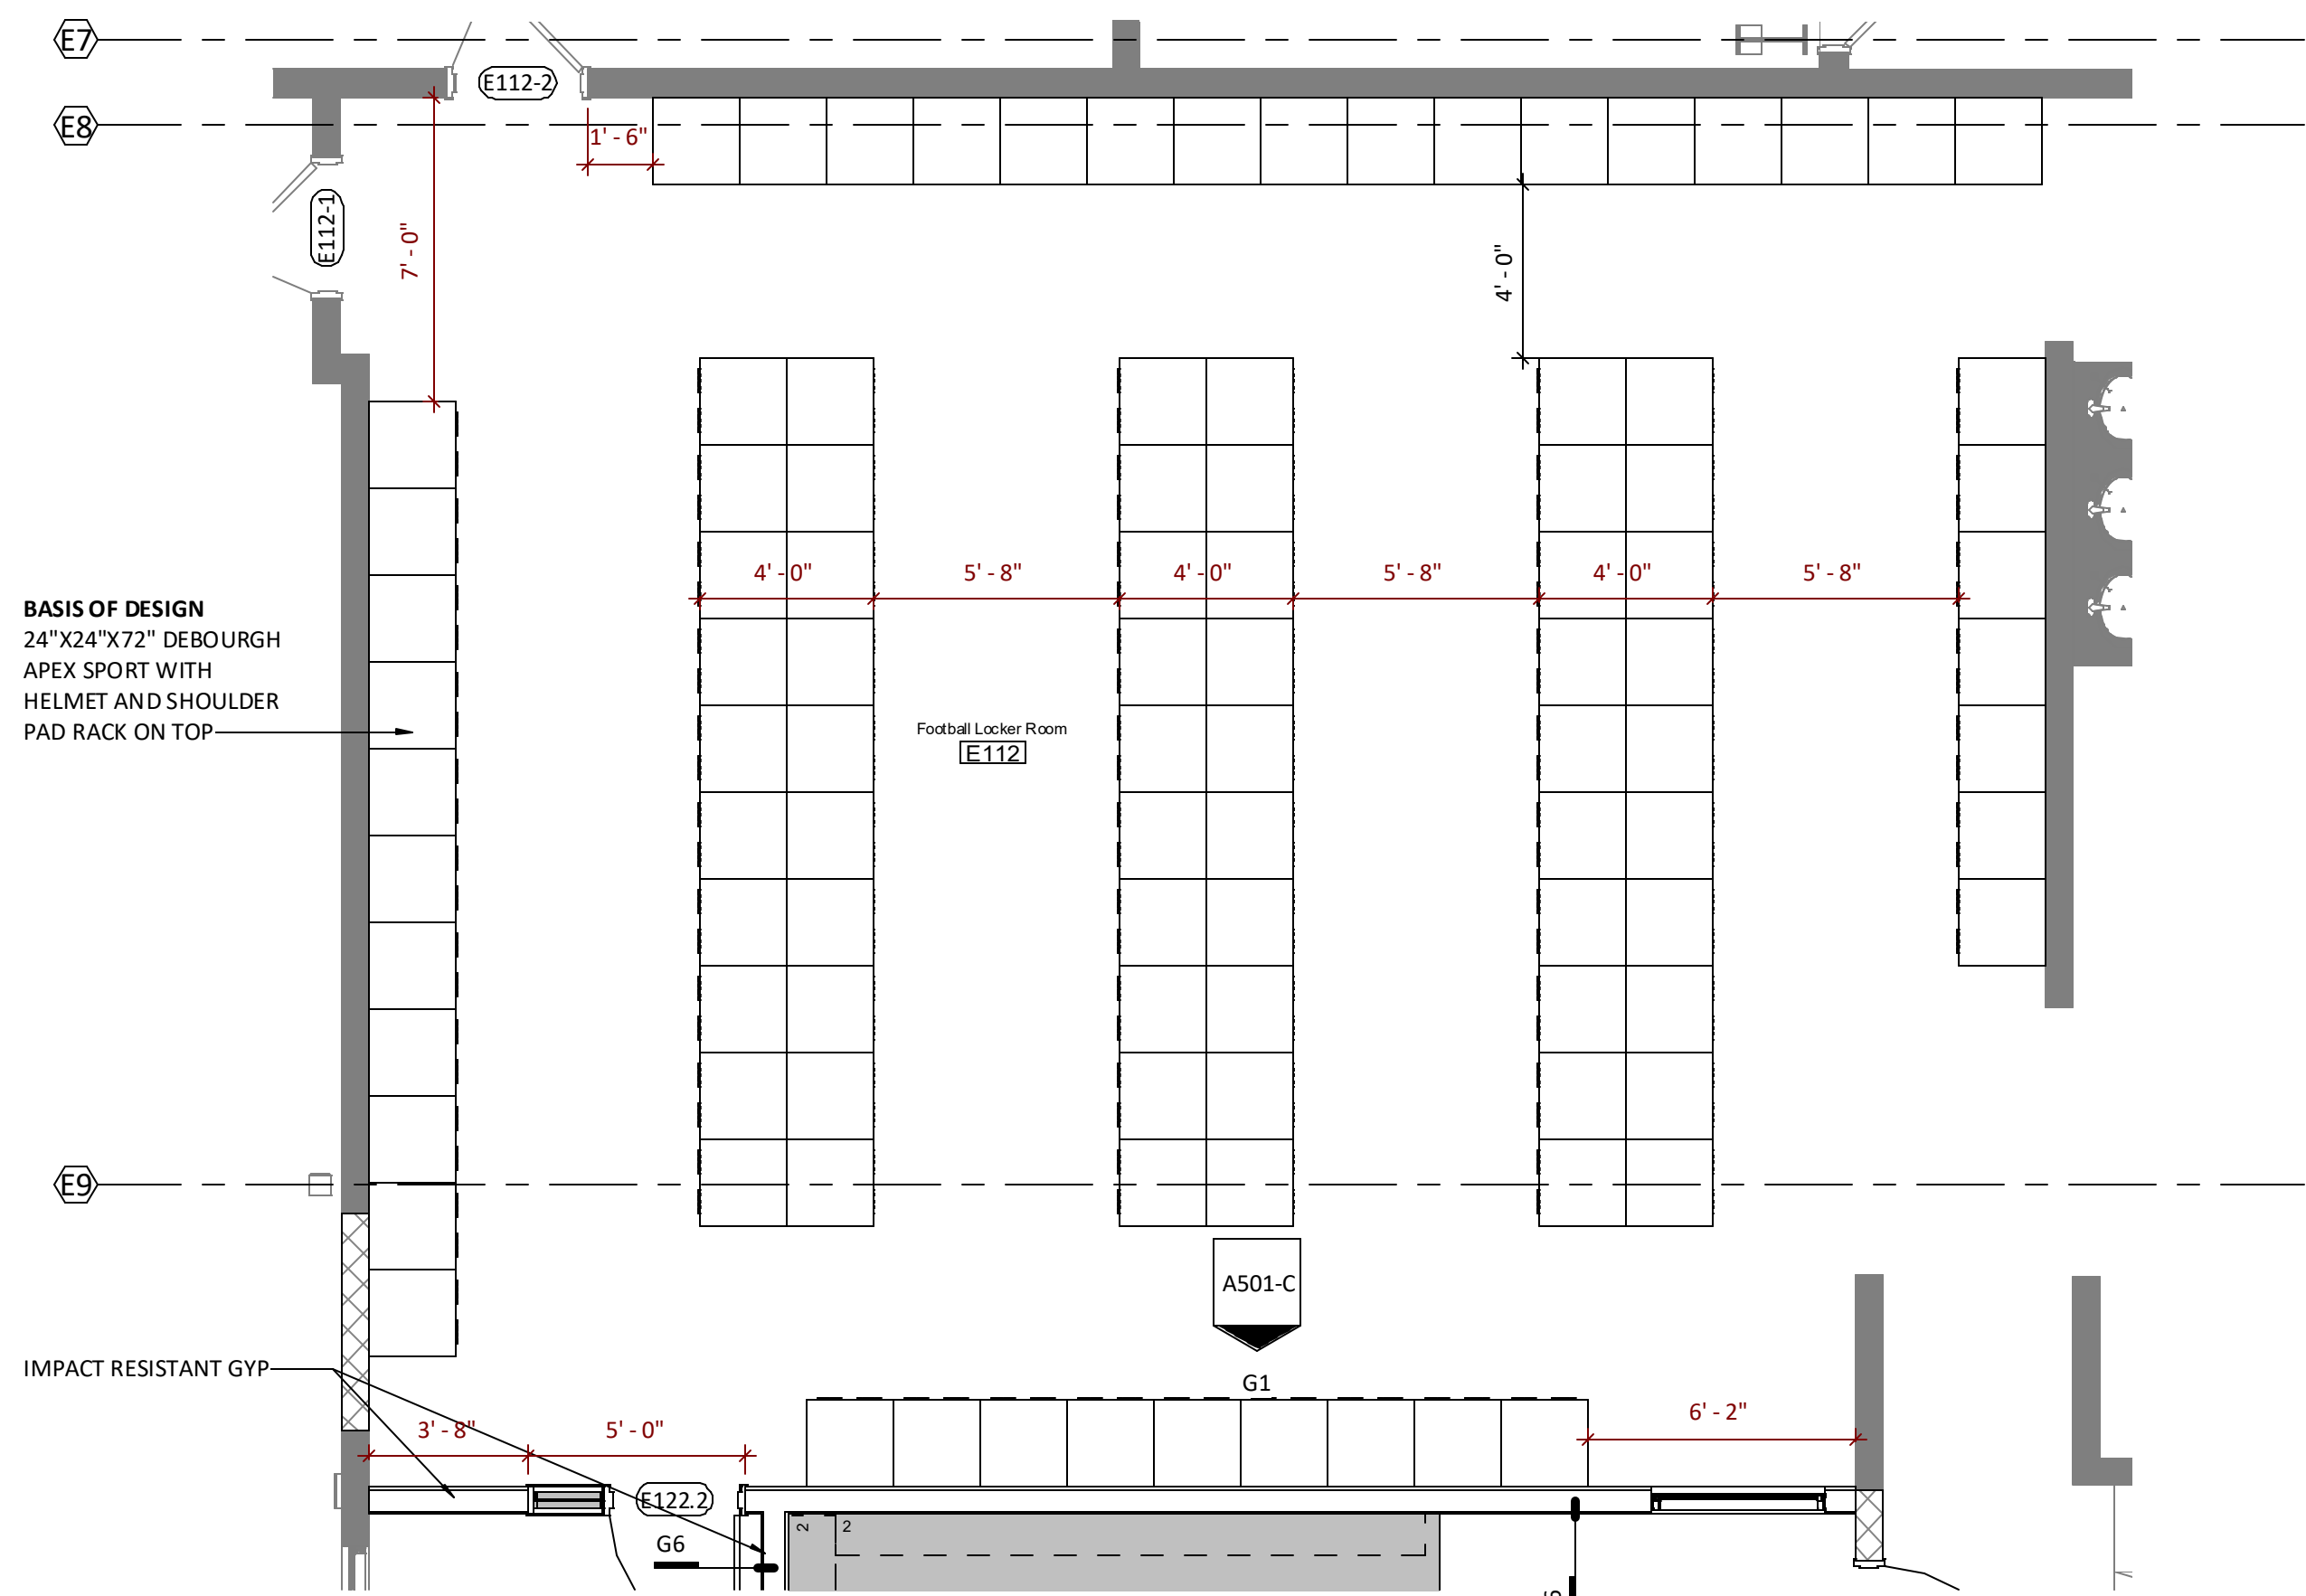 E7
E112-2
E8
1' - 6"
E112-1
7' - 0"
4' - 0"
4' - 0"
5' - 8"
4' - 0"
5' - 8"
4' - 0"
5' - 8"
BASIS OF DESIGN
24"X24"X72" DEBOURGH
APEX SPORT WITH
HELMET AND SHOULDER
PAD RACK ON TOP
Football Locker Room
E112
E9
A501-C
IMPACT RESISTANT GYP
G1
3' - 8"
5' - 0"
6' - 2"
E122.2
2
2
G6